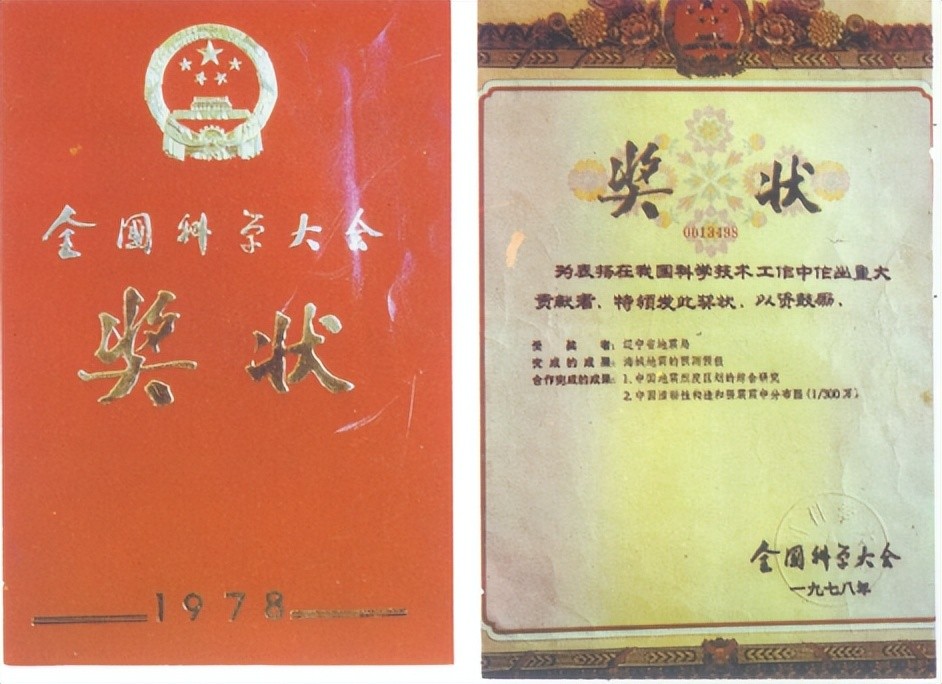 全国科学大会
奖状
1978
奖状
0013498
为表扬在我国科学技术工作中作出重大
贡献者，特颁发此奖状，以资鼓励。
受奖者：辽宁省地震局
完成的成果：海城地震的预测预报
合作完成的成果：1.中国地震烈度区划的综合研究
2.中国活动性构造和强震震中分布图(1/300万)
全国科学大会
一九七八年